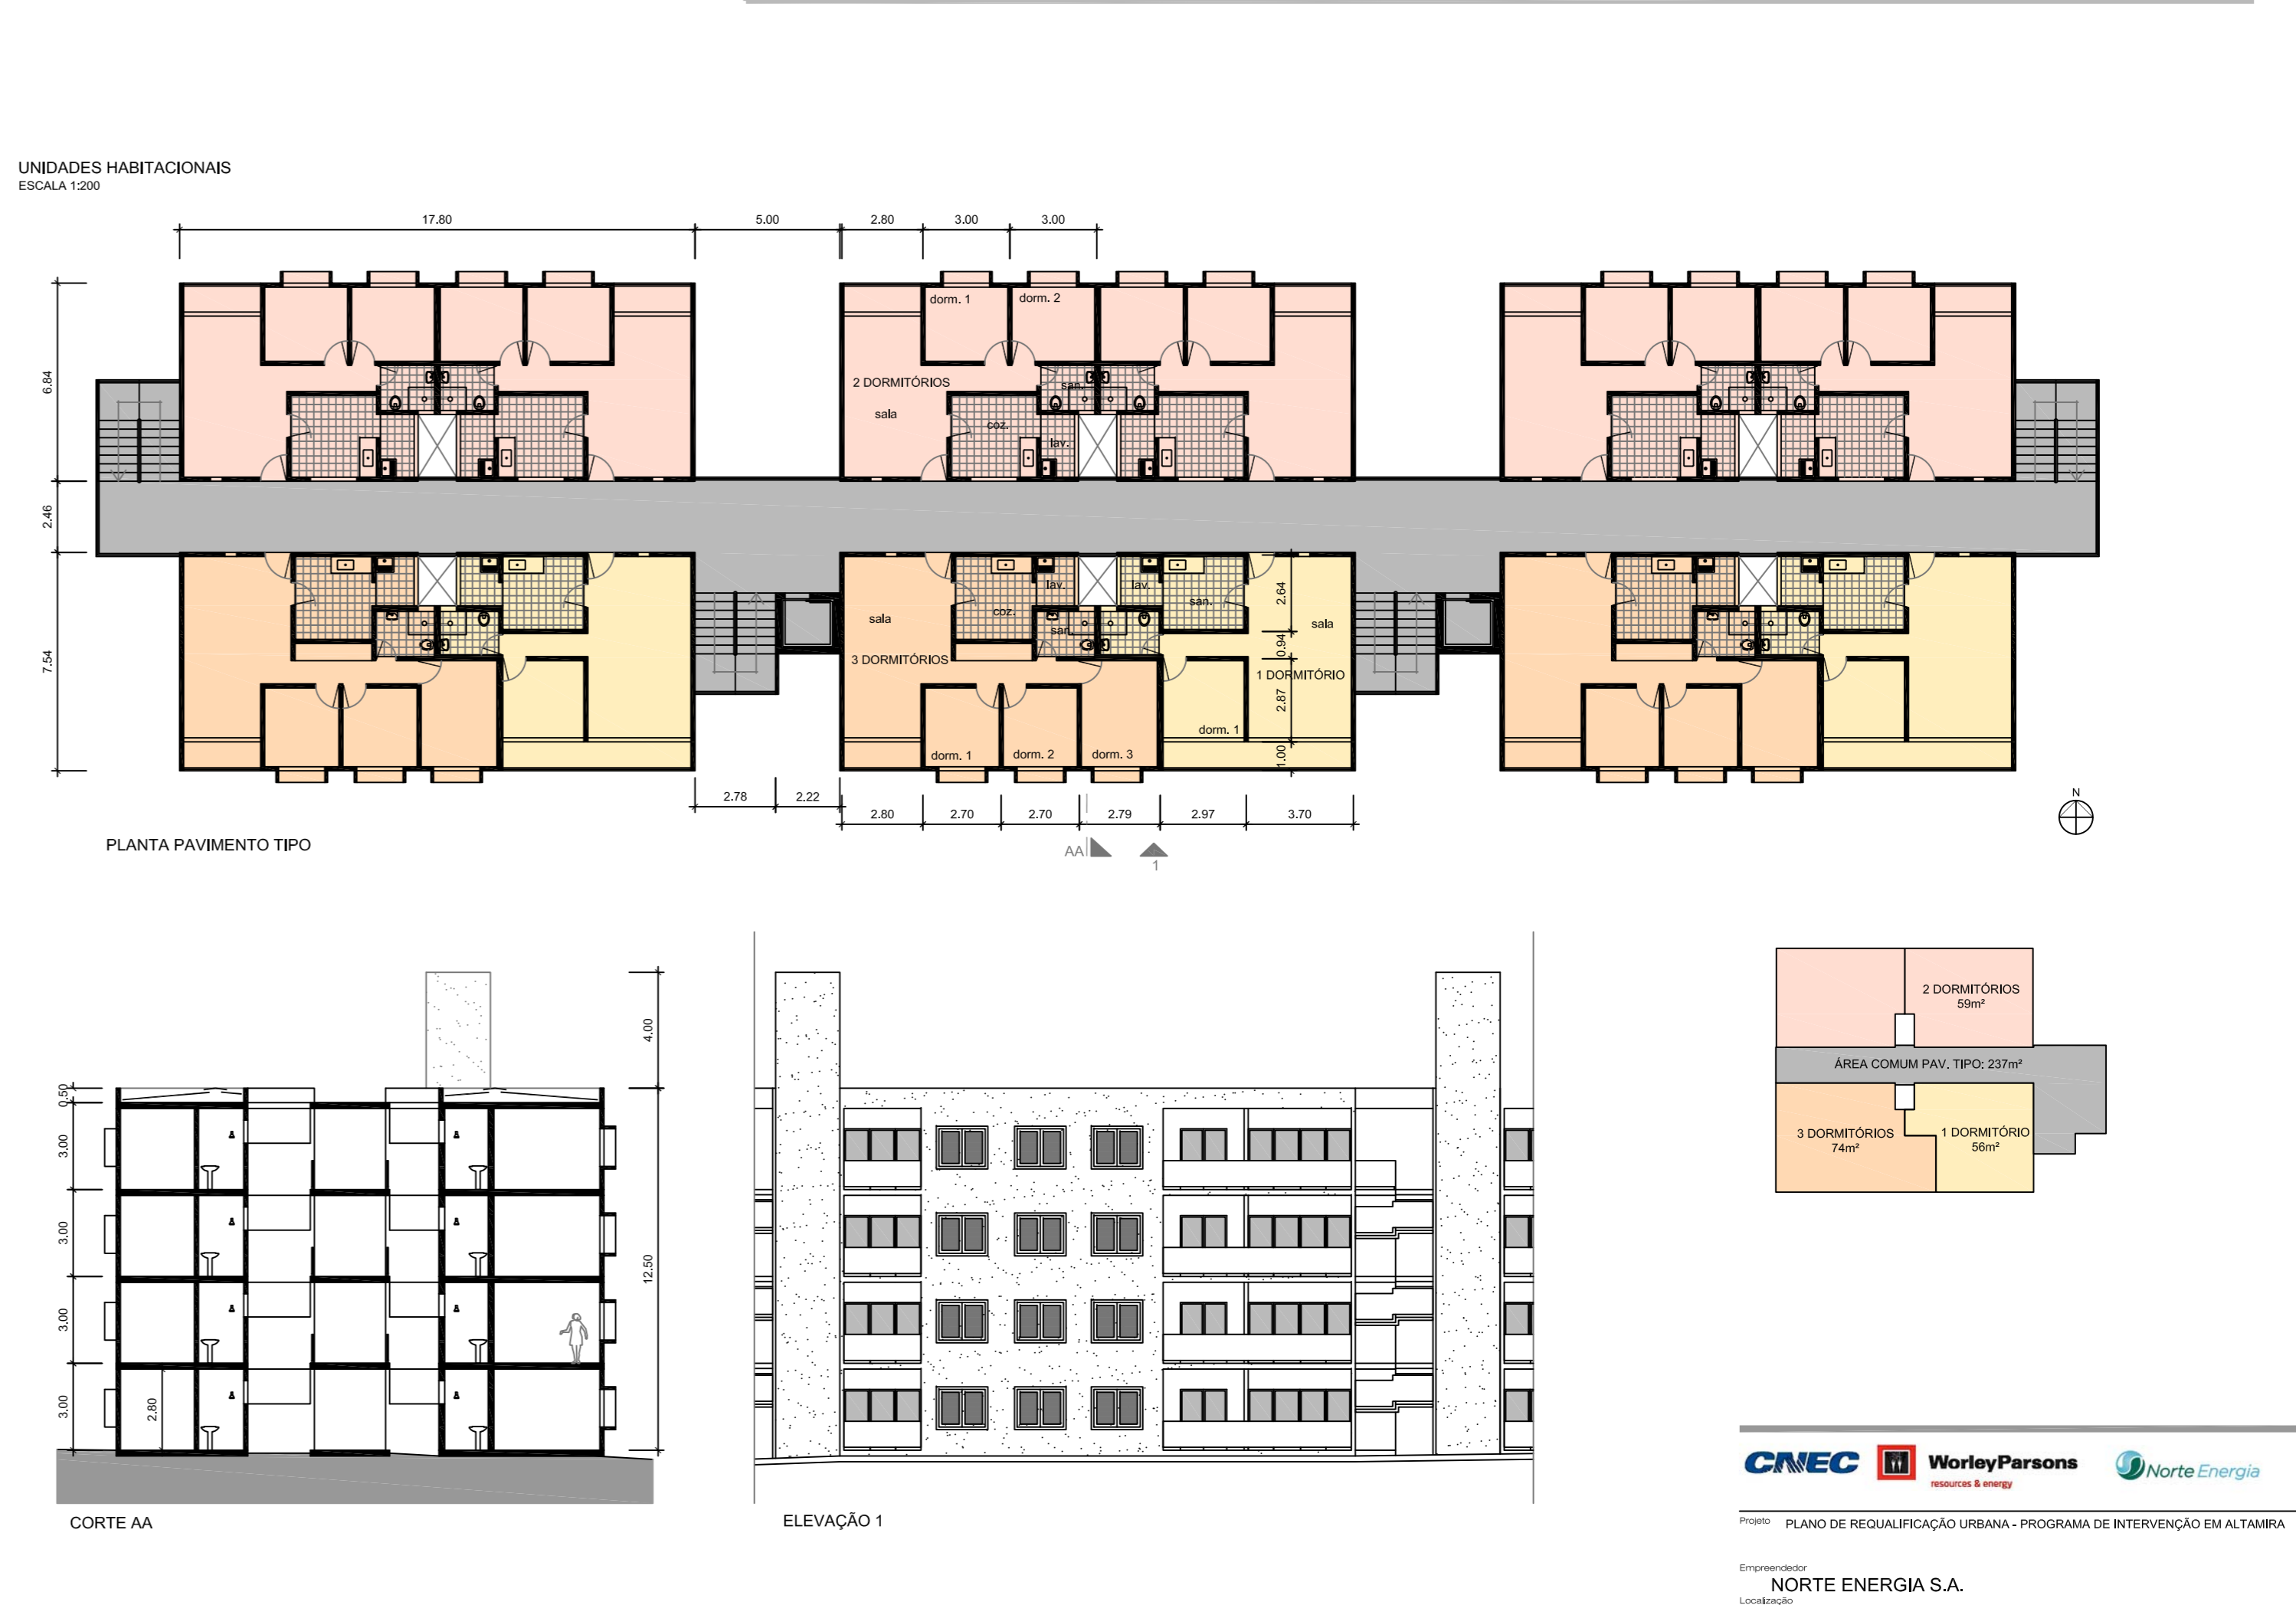 UNIDADES HABITACIONAIS
ESCALA 1:200
17.80
5.00
2.80
3.00
3.00
6.84
2.46
7.54
dorm. 1
dorm. 2
2 DORMITÓRIOS
sala
san.
coz.
lav.
sala
3 DORMITÓRIOS
coz.
lav.
san.
lav.
san.
sala
1 DORMITÓRIO
dorm. 1
dorm. 1
dorm. 2
dorm. 3
2.64
0.94
2.87
1.00
2.78
2.22
2.80
2.70
2.70
2.79
2.97
3.70
PLANTA PAVIMENTO TIPO
AA
1
N
4.00
12.50
0.50
3.00
3.00
3.00
3.00
2.80
CORTE AA
ELEVAÇÃO 1
2 DORMITÓRIOS
59m²
ÁREA COMUM PAV. TIPO: 237m²
3 DORMITÓRIOS
74m²
1 DORMITÓRIO
56m²
CNEC
WorleyParsons
resources & energy
Norte Energia
Projeto PLANO DE REQUALIFICAÇÃO URBANA - PROGRAMA DE INTERVENÇÃO EM ALTAMIRA
Empreendedor
NORTE ENERGIA S.A.
Localização